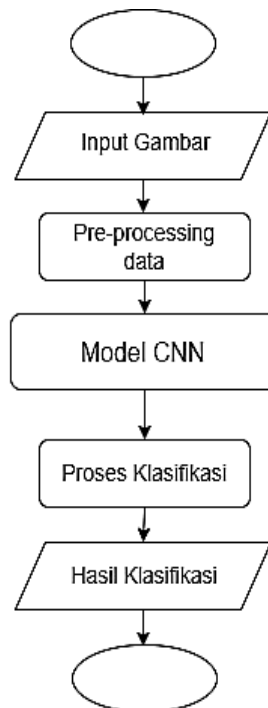 Input Gambar
Pre-processing
data
Model CNN
Proses Klasifikasi
Hasil Klasifikasi